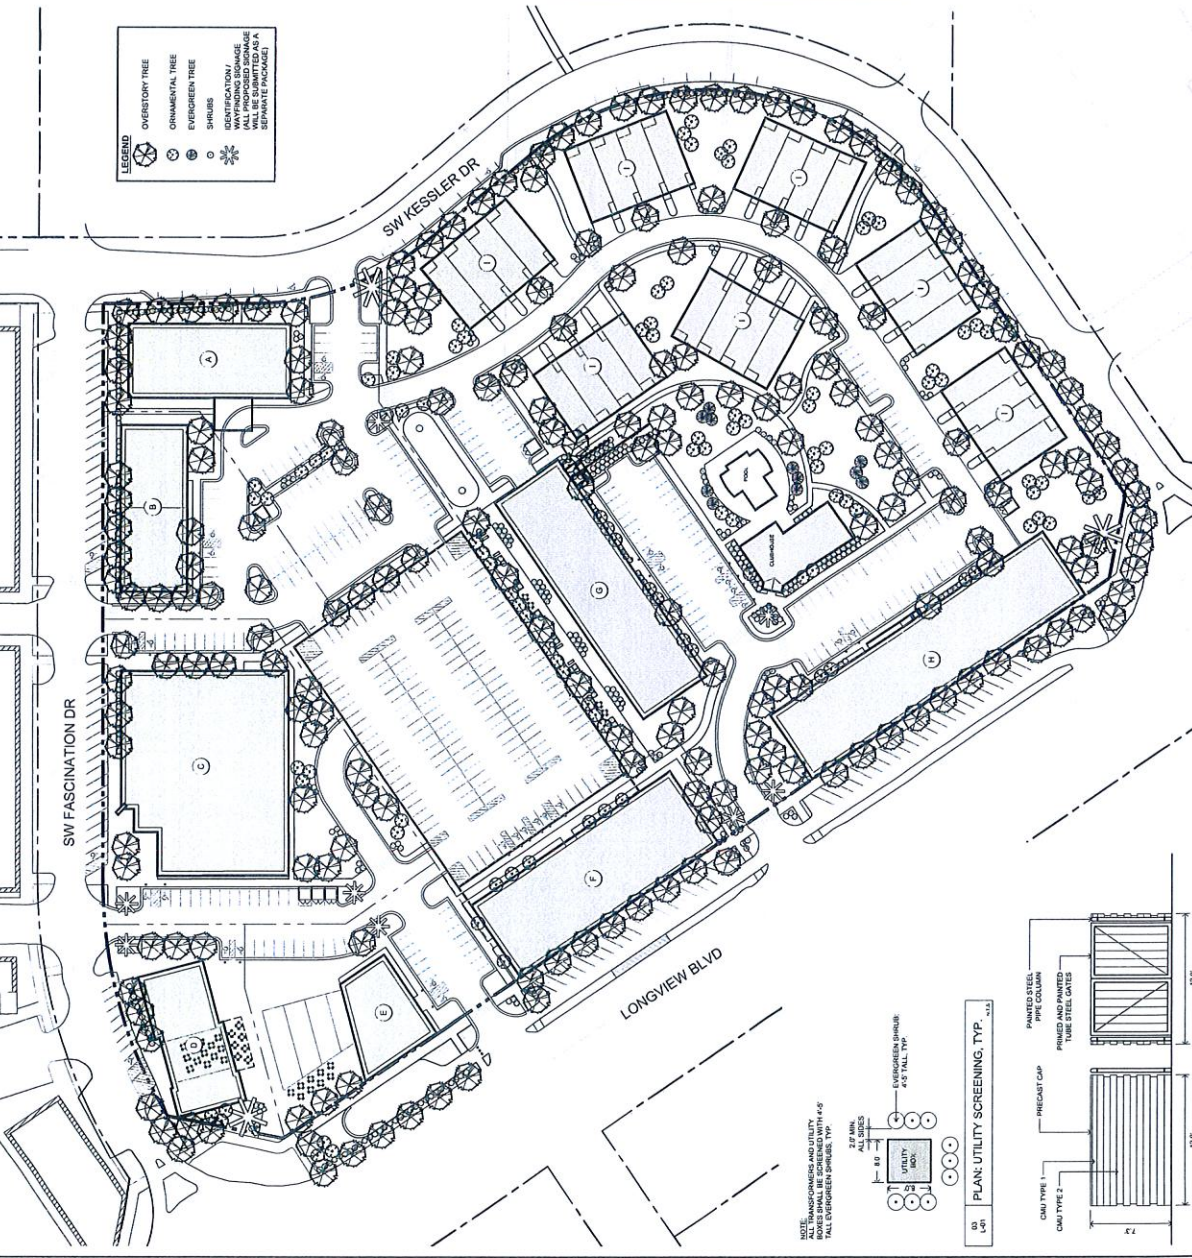 LEGEND
OVERSTORY TREE
ORNAMENTAL TREE
EVERGREEN TREE
SHRUBS
IDENTIFICATION /
WAYFINDING SIGNAGE
(ALL PROPOSED SIGNAGE
WILL BE SUBMITTED AS A
SEPARATE PACKAGE)
SW KESSLER DR
SW FASCINATION DR
LONGVIEW BLVD
A
B
C
D
E
F
G
H
I
I
I
I
I
I
I
POOL
CLUBHOUSE
NOTE:
ALL TRANSFORMERS AND UTILITY
BOXES SHALL BE SCREENED WITH 4'-5'
TALL EVERGREEN SHRUBS, TYP.
2.0' MIN.
ALL SIDES
8.0
UTILITY
BOX
EVERGREEN SHRUB:
4'-5' TALL, TYP.
03
L-01
PLAN: UTILITY SCREENING, TYP.
N.T.S.
CMU TYPE 1
CMU TYPE 2
PRECAST CAP
PAINTED STEEL
PIPE COLUMN
PRIMED AND PAINTED
TUBE STEEL GATES